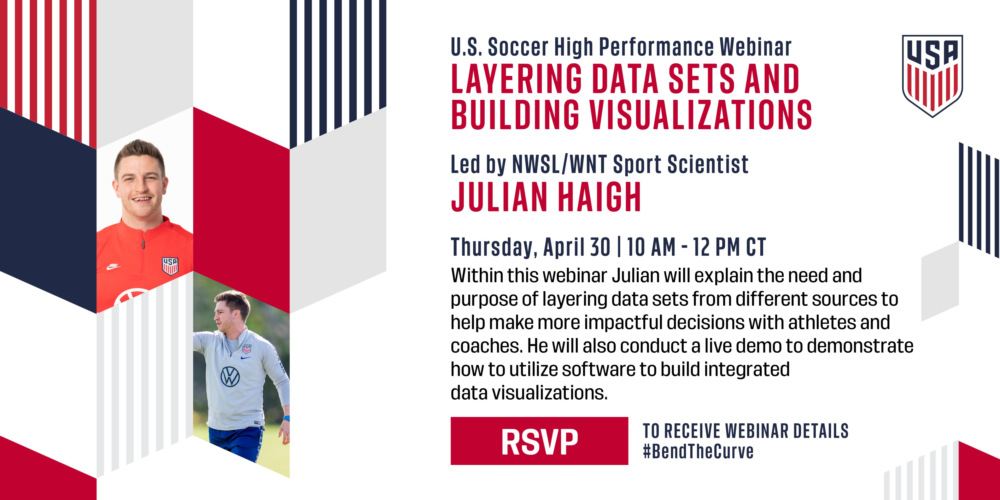 U.S. Soccer High Performance Webinar
LAYERING DATA SETS AND
BUILDING VISUALIZATIONS
USA
Led by NWSL/WNT Sport Scientist
JULIAN HAIGH
Thursday, April 30 | 10 AM - 12 PM CT
Within this webinar Julian will explain the need and
purpose of layering data sets from different sources to
help make more impactful decisions with athletes and
coaches. He will also conduct a live demo to demonstrate
how to utilize software to build integrated
data visualizations.
RSVP
TO RECEIVE WEBINAR DETAILS
#BendTheCurve
NIKE
USA
USA